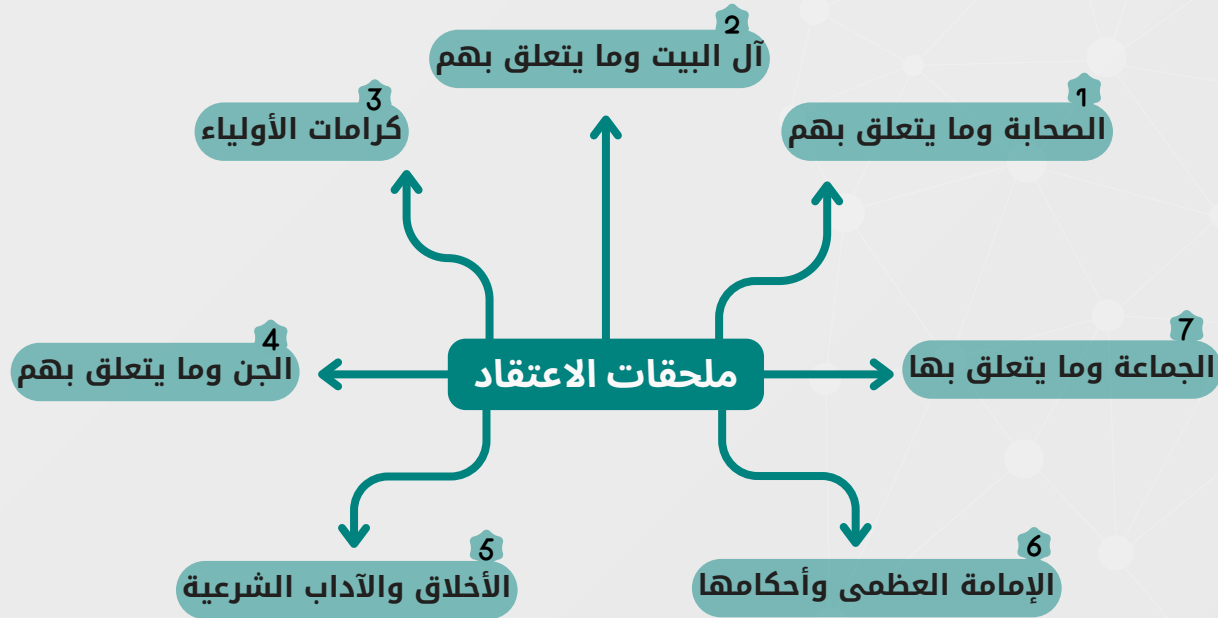 ملحقات الاعتقاد
1
الصحابة وما يتعلق بهم
2
آل البيت وما يتعلق بهم
3
كرامات الأولياء
4
الجن وما يتعلق بهم
5
الأخلاق والآداب الشرعية
6
الإمامة العظمى وأحكامها
7
الجماعة وما يتعلق بها